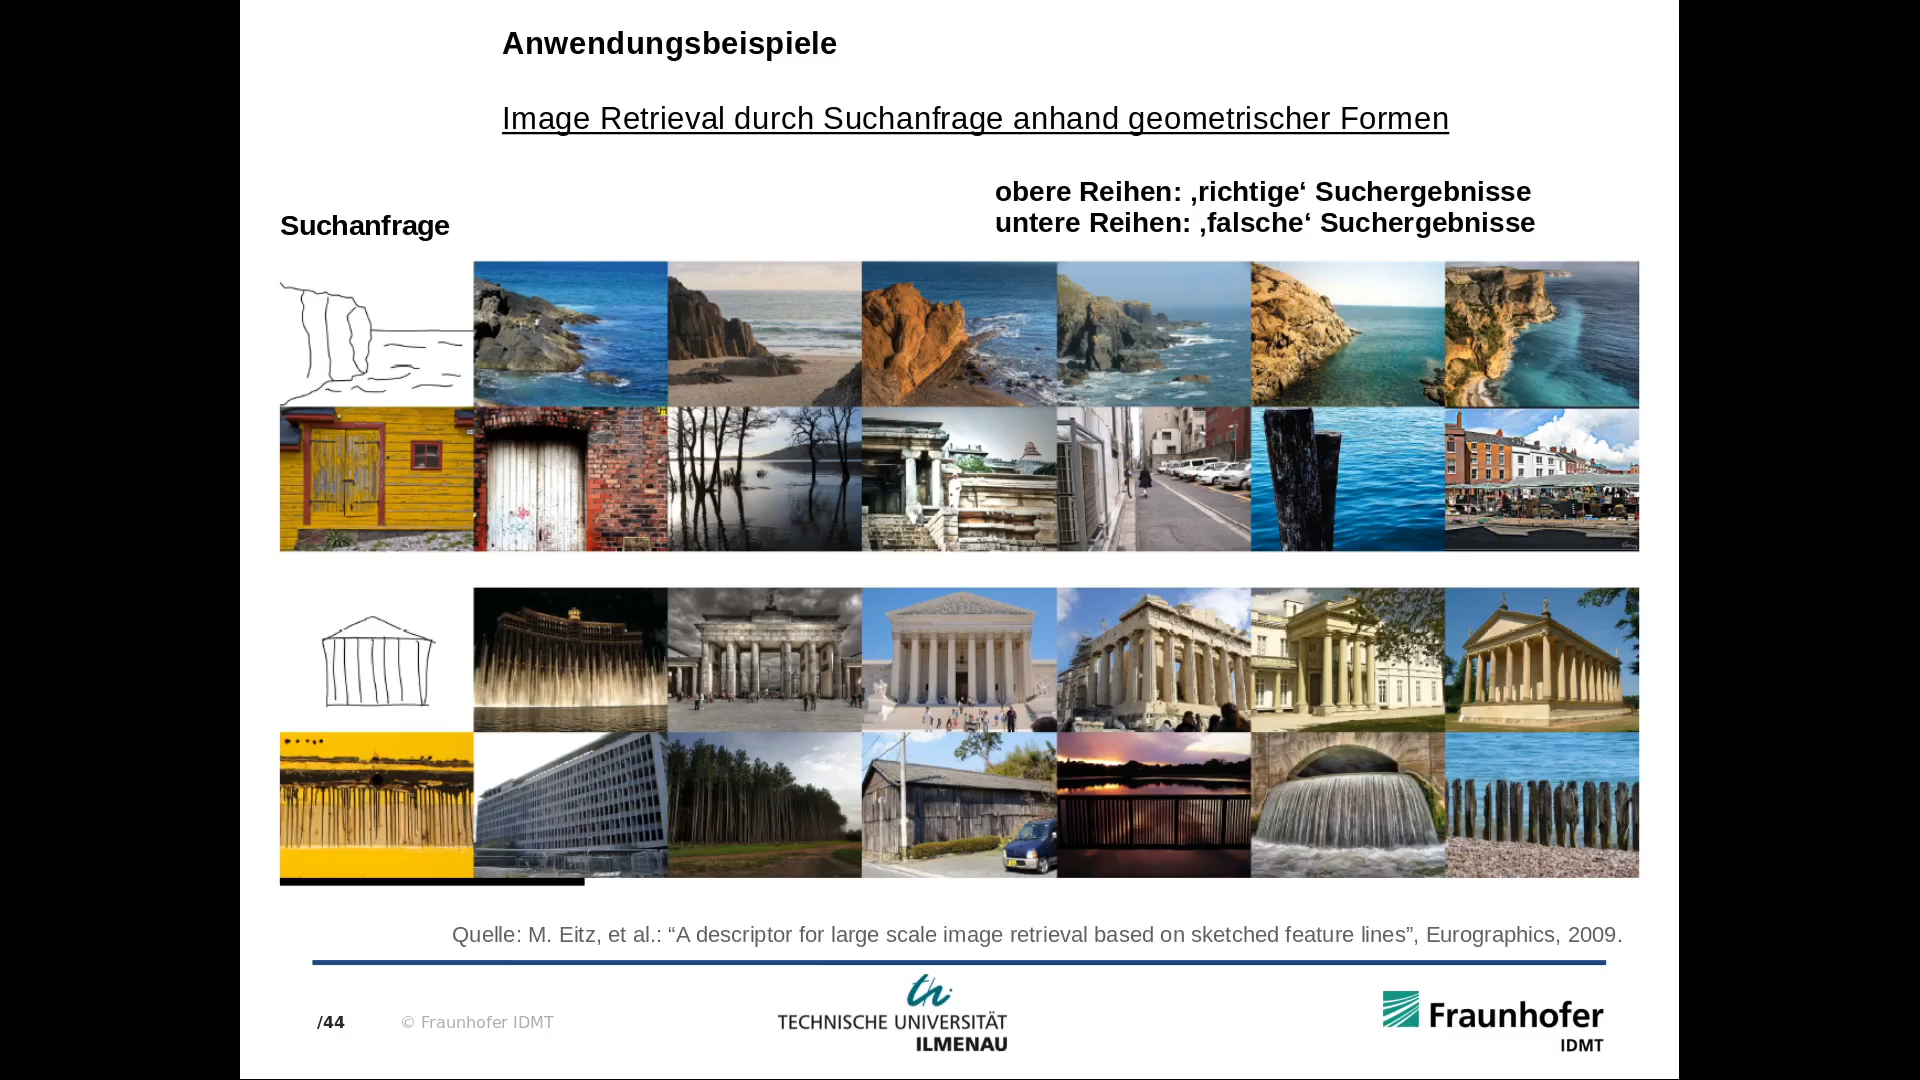 Anwendungsbeispiele
Image Retrieval durch Suchanfrage anhand geometrischer Formen
obere Reihen: ‚richtige‘ Suchergebnisse
untere Reihen: ‚falsche‘ Suchergebnisse
Suchanfrage
Quelle: M. Eitz, et al.: “A descriptor for large scale image retrieval based on sketched feature lines”, Eurographics, 2009.
/44
© Fraunhofer IDMT
th
TECHNISCHE UNIVERSITÄT
ILMENAU
Fraunhofer
IDMT